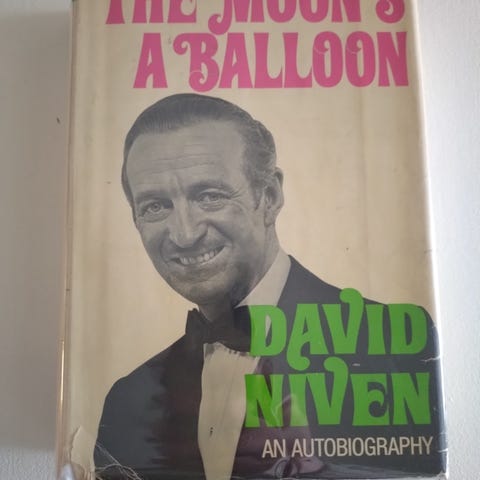 THE MOON'S
A BALLOON
DAVID
NIVEN
AN AUTOBIOGRAPHY